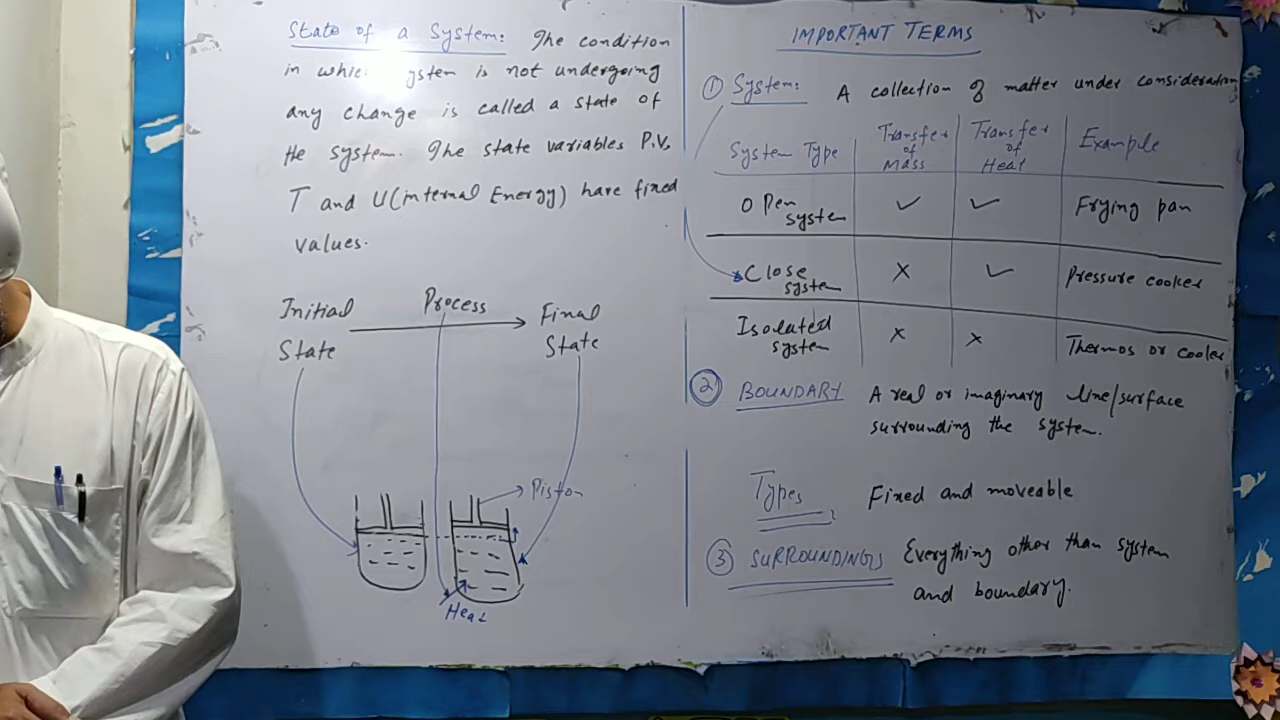 State of a System: The condition
in whic ystem is not undergoing
any change is called a state of
the system. The state variables P.V,
T and U(internal Energy) have fixed
values.
Initial
State
Process
Final
State
Piston
Heat
IMPORTANT TERMS
① System: A collection of matter under consideration
System Type
Transfer
of
Mass
Transfer
of
Heat
Example
Open
system
✓ ✓ Frying pan
Close
system
× ✓ Pressure cooker
Isolated
system
× × Thermos or cooler
② BOUNDARY A real or imaginary line/surface
surrounding the system.
Types Fixed and moveable
③ SURROUNDINGS Everything other than system
and boundary.